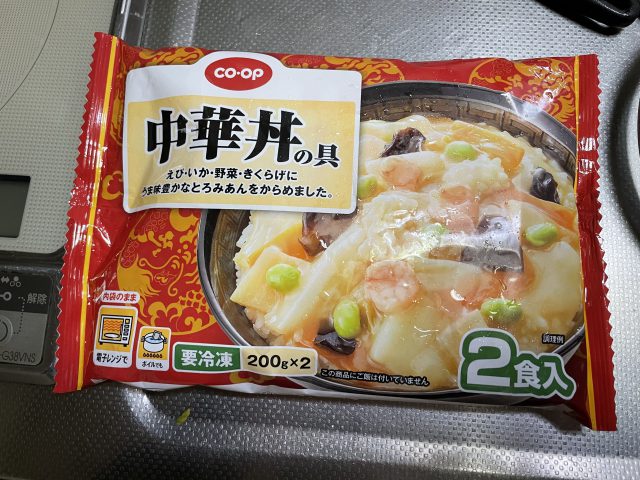 CO·OP
中華丼の具
えび・いか・野菜・きくらげに
うま味豊かなとろみあんをからめました。
内袋のまま
電子レンジで
ボイルでも
要冷凍
200g×2
この商品にご飯は付いていません
調理例
2食入
解除
-G38VNS